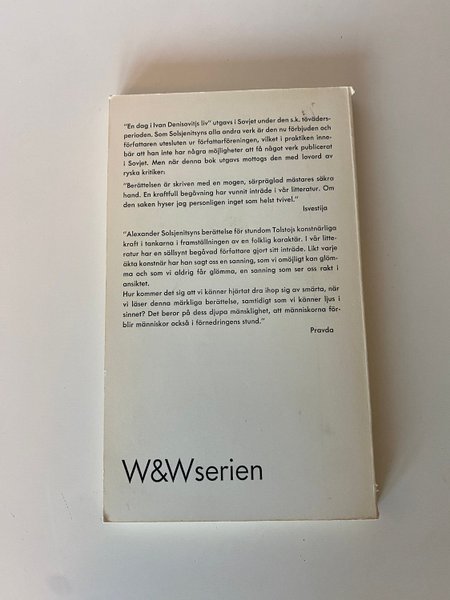 "En dag i Ivan Denisovitjs liv" utgavs i Sovjet under den s.k. töväders-
perioden. Som Solsjenitsyns alla andra verk är den nu förbjuden och
författaren utesluten ur författarföreningen, vilket i praktiken inne-
bär att han inte har några möjligheter att få något verk publicerat
i Sovjet. Men när denna bok utgavs mottogs den med lovord av
ryska kritiker:
"Berättelsen är skriven med en mogen, särpräglad mästares säkra
hand. En kraftfull begåvning har vunnit inträde i vår litteratur. Om
den saken hyser jag personligen inget som helst tvivel."
Isvestija
"Alexander Solsjenitsyns berättelse för stundom Tolstojs konstnärliga
kraft i tankarna i framställningen av en folklig karaktär. I vår litte-
ratur har en sällsynt begåvad författare gjort sitt inträde. Likt varje
äkta konstnär har han sagt oss en sanning, som vi omöjligt kan glöm-
ma och som vi aldrig får glömma, en sanning som ser oss rakt i
ansiktet.
Hur kommer det sig att vi känner hjärtat dra ihop sig av smärta, när
vi läser denna märkliga berättelse, samtidigt som vi känner ljus i
sinnet? Det beror på dess djupa mänsklighet, att människorna för-
blir människor också i förnedringens stund."
Pravda
W&Wserien